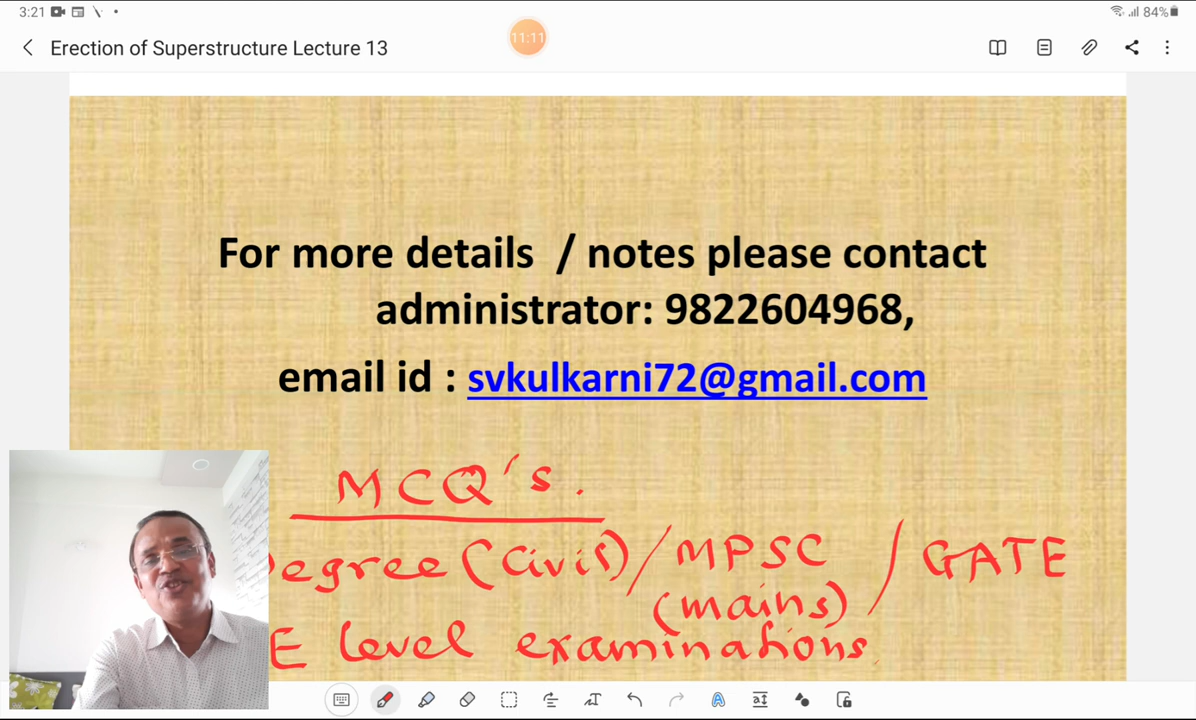 3:21
84%
Erection of Superstructure Lecture 13
11:11
For more details / notes please contact
administrator: 9822604968,
email id : svkulkarni72@gmail.com
MCQ's.
egree (Civil) / MPSC / GATE
(mains)
E level examinations.